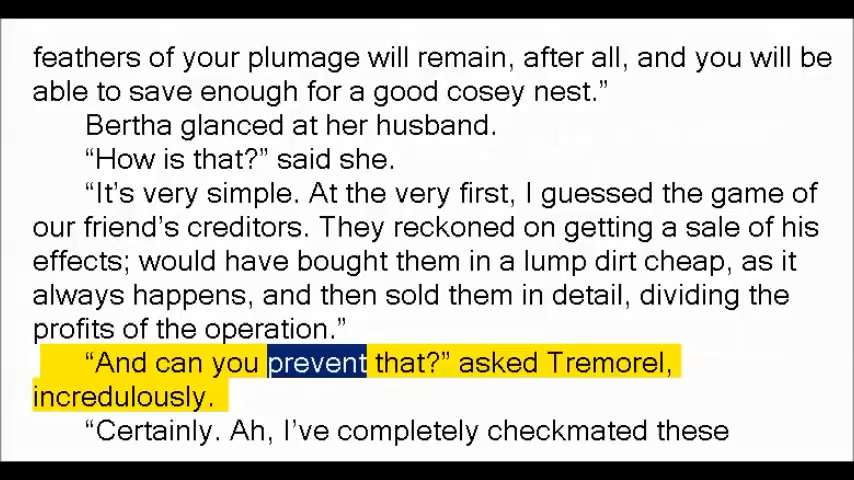 feathers of your plumage will remain, after all, and you will be
able to save enough for a good cosey nest.”
Bertha glanced at her husband.
“How is that?” said she.
“It’s very simple. At the very first, I guessed the game of
our friend’s creditors. They reckoned on getting a sale of his
effects; would have bought them in a lump dirt cheap, as it
always happens, and then sold them in detail, dividing the
profits of the operation.”
“And can you prevent that?” asked Tremorel,
incredulously.
“Certainly. Ah, I’ve completely checkmated these